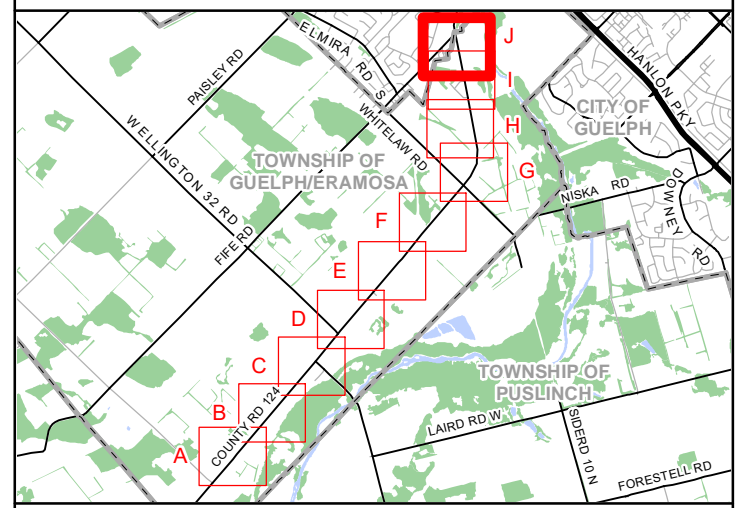 J
ELMIRA RD S
HANLON PKY
PAISLEY RD
I
CITY OF
GUELPH
WHITELAW RD
WELLINGTON 32 RD
H
TOWNSHIP OF
GUELPH/ERAMOSA
G
DOWNEY RD
NISKA RD
F
FIFE RD
E
D
C
TOWNSHIP OF
PUSLINCH
COUNTY RD 124
B
LAIRD RD W
SIDERD 10 N
A
FORESTELL RD